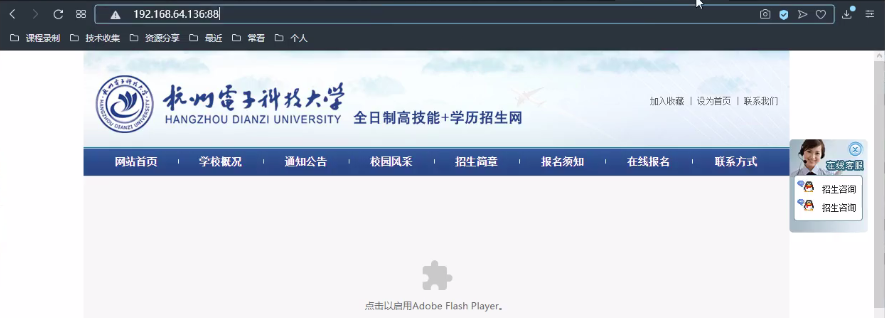 192.168.64.136:88
课程录制 技术收集 资源分享 最近 常看 个人
杭州电子科技大学
HANGZHOU DIANZI UNIVERSITY
全日制高技能+学历招生网
加入收藏 | 设为首页 | 联系我们
网站首页 学校概况 通知公告 校园风采 招生简章 报名须知 在线报名 联系方式
在线客服
招生咨询
招生咨询
点击以启用Adobe Flash Player。